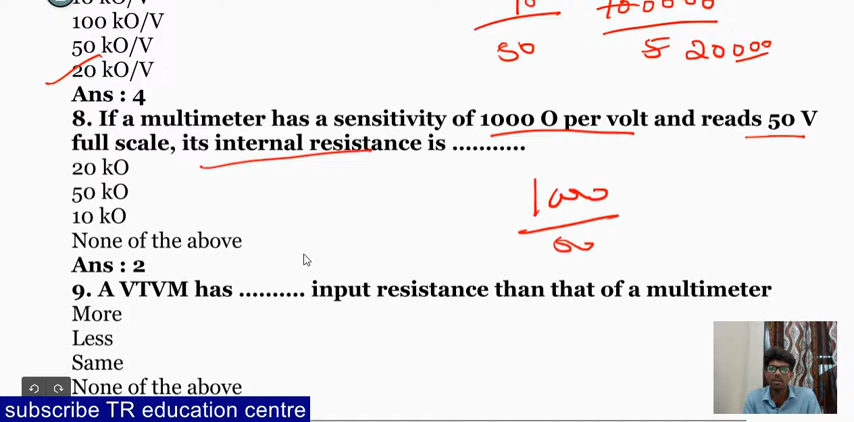 100 kO/V
50 kO/V
20 kO/V
Ans : 4
8. If a multimeter has a sensitivity of 1000 O per volt and reads 50 V
full scale, its internal resistance is ...........
20 kO
50 kO
10 kO
None of the above
Ans : 2
9. A VTVM has .......... input resistance than that of a multimeter
More
Less
Same
None of the above
subscribe TR education centre
10
50
5 20000
1000
50